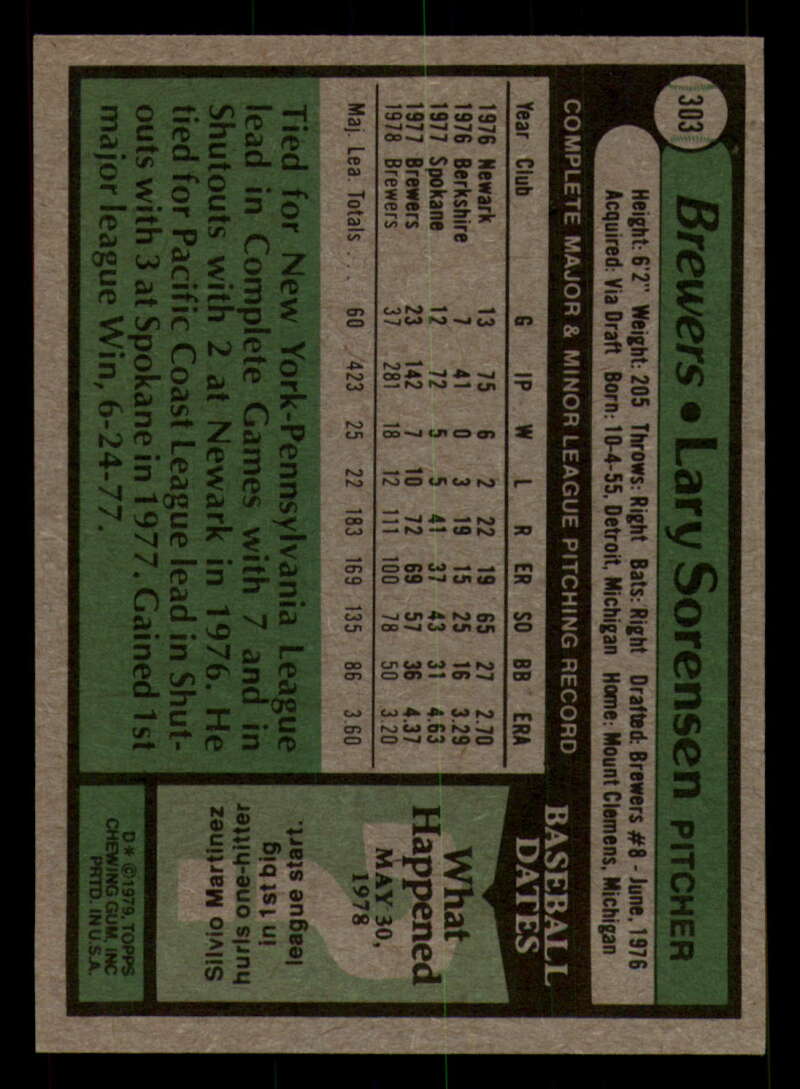 303
Brewers • Lary Sorensen PITCHER
Height: 6'2" Weight: 205 Throws: Right Bats: Right Drafted: Brewers #8 - June, 1976
Acquired: Via Draft Born: 10-4-55, Detroit, Michigan Home: Mount Clemens, Michigan
COMPLETE MAJOR & MINOR LEAGUE PITCHING RECORD
Year Club G IP W L R ER SO BB ERA
1976 Newark 13 75 6 2 22 19 65 27 2.70
1976 Berkshire 7 41 0 3 19 15 25 16 3.29
1977 Spokane 12 72 5 5 41 37 43 31 4.63
1977 Brewers 23 142 7 10 72 69 57 36 4.37
1978 Brewers 37 281 18 12 111 100 78 50 3.20
Maj. Lea. Totals . . . 60 423 25 22 183 169 135 86 3.60
Tied for New York-Pennsylvania League
lead in Complete Games with 7 and in
Shutouts with 2 at Newark in 1976. He
tied for Pacific Coast League lead in Shut-
outs with 3 at Spokane in 1977. Gained 1st
major league Win, 6-24-77.
BASEBALL
DATES
What
Happened
MAY 30,
1978
Silvio Martinez
hurls one-hitter
in 1st big
league start.
D* ©1979, TOPPS
CHEWING GUM, INC
PRTD. IN U.S.A.